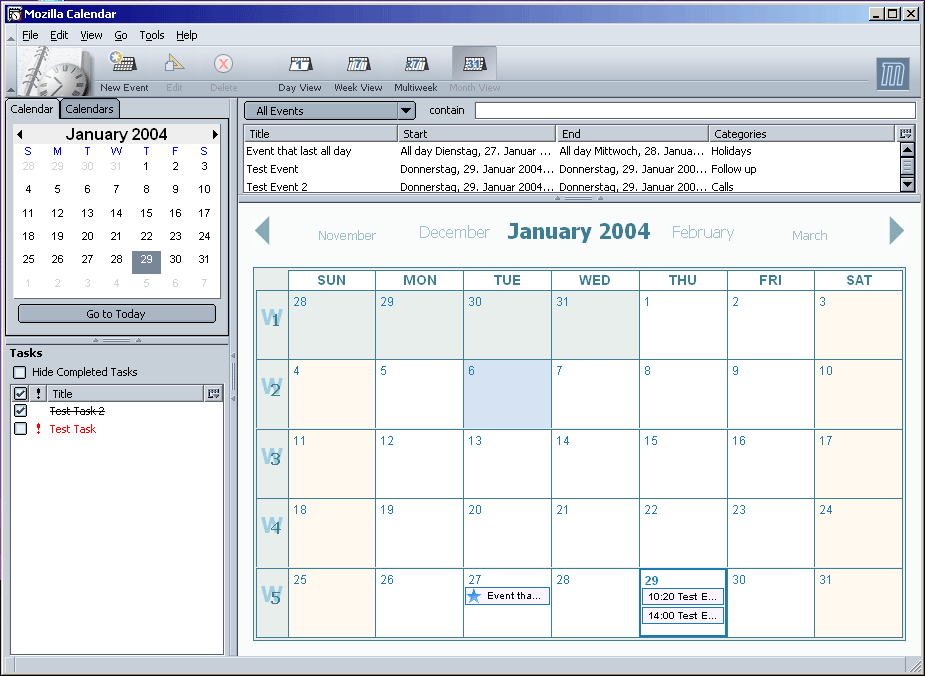 Mozilla Calendar
File Edit View Go Tools Help
New Event Edit Delete Day View Week View Multiweek Month View
Calendar Calendars
January 2004
S M T W T F S
28 29 30 31 1 2 3
4 5 6 7 8 9 10
11 12 13 14 15 16 17
18 19 20 21 22 23 24
25 26 27 28 29 30 31
1 2 3 4 5 6 7
Go to Today
Tasks
Hide Completed Tasks
! Title
Test Task 2
! Test Task
All Events contain
Title Start End Categories
Event that last all day All day Dienstag, 27. Januar ... All day Mittwoch, 28. Janua... Holidays
Test Event Donnerstag, 29. Januar 2004... Donnerstag, 29. Januar 200... Follow up
Test Event 2 Donnerstag, 29. Januar 2004... Donnerstag, 29. Januar 200... Calls
November December January 2004 February March
SUN MON TUE WED THU FRI SAT
W1 28 29 30 31 1 2 3
W2 4 5 6 7 8 9 10
W3 11 12 13 14 15 16 17
W4 18 19 20 21 22 23 24
W5 25 26 27 28 29 30 31
Event tha... 10:20 Test E...
14:00 Test E...